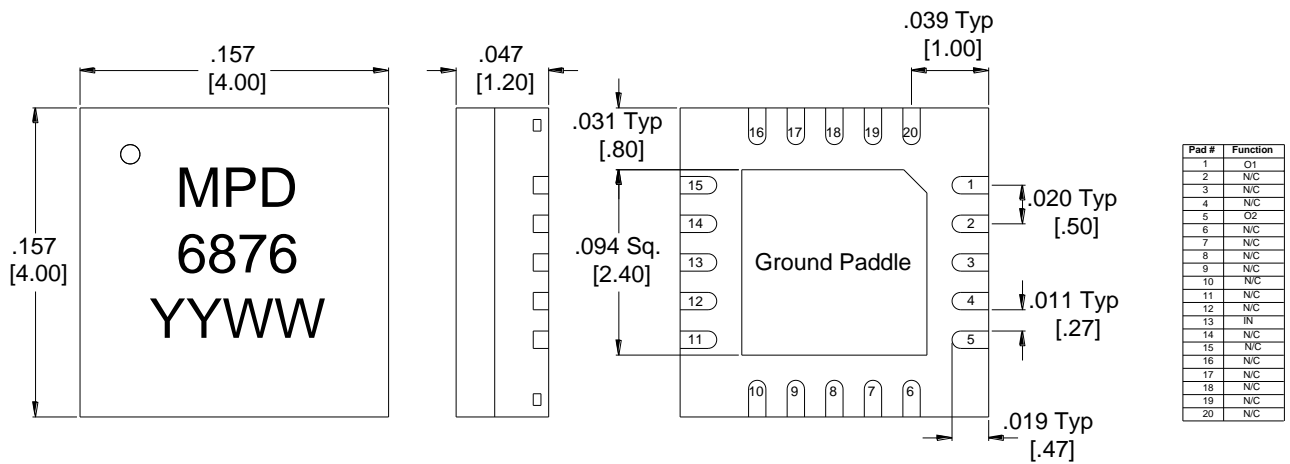 .157
[4.00]
.157
[4.00]
MPD
6876
YYWW
.047
[1.20]
.039 Typ
[1.00]
.031 Typ
[.80]
.094 Sq.
[2.40]
16 17 18 19 20
15
14
13
12
11
Ground Paddle
1
2
3
4
5
10 9 8 7 6
.020 Typ
[.50]
.011 Typ
[.27]
.019 Typ
[.47]
Pad # Function
1 O1
2 N/C
3 N/C
4 N/C
5 O2
6 N/C
7 N/C
8 N/C
9 N/C
10 N/C
11 N/C
12 N/C
13 IN
14 N/C
15 N/C
16 N/C
17 N/C
18 N/C
19 N/C
20 N/C